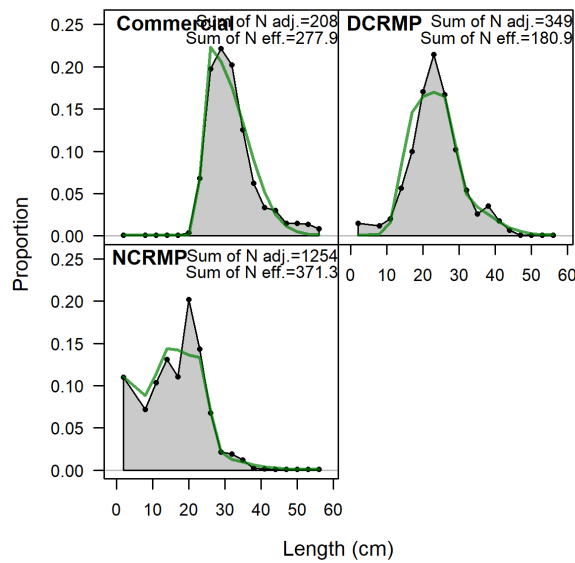 Commercial
Sum of N adj.=208
Sum of N eff.=277.9
DCRMP
Sum of N adj.=349
Sum of N eff.=180.9
0.25
0.20
0.15
0.10
0.05
0.00
NCRMP
Sum of N adj.=1254
Sum of N eff.=371.3
0.25
0.20
0.15
0.10
0.05
0.00
0 10 20 30 40 50 60
0 10 20 30 40 50 60
Proportion
Length (cm)